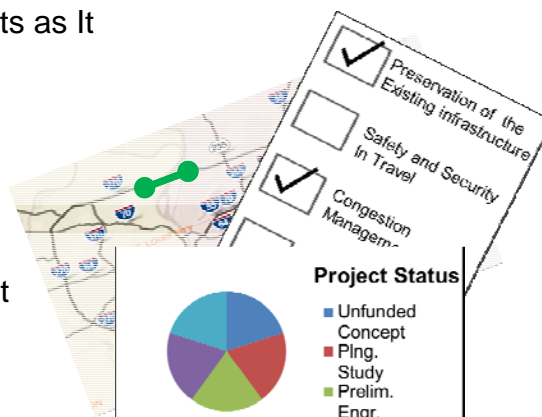 ts as It
Preservation of the
Existing infrastructure
Safety and Security
In Travel
Congestion
t
Project Status
Unfunded
Concept
Plng.
Study
Prelim.
Engr.